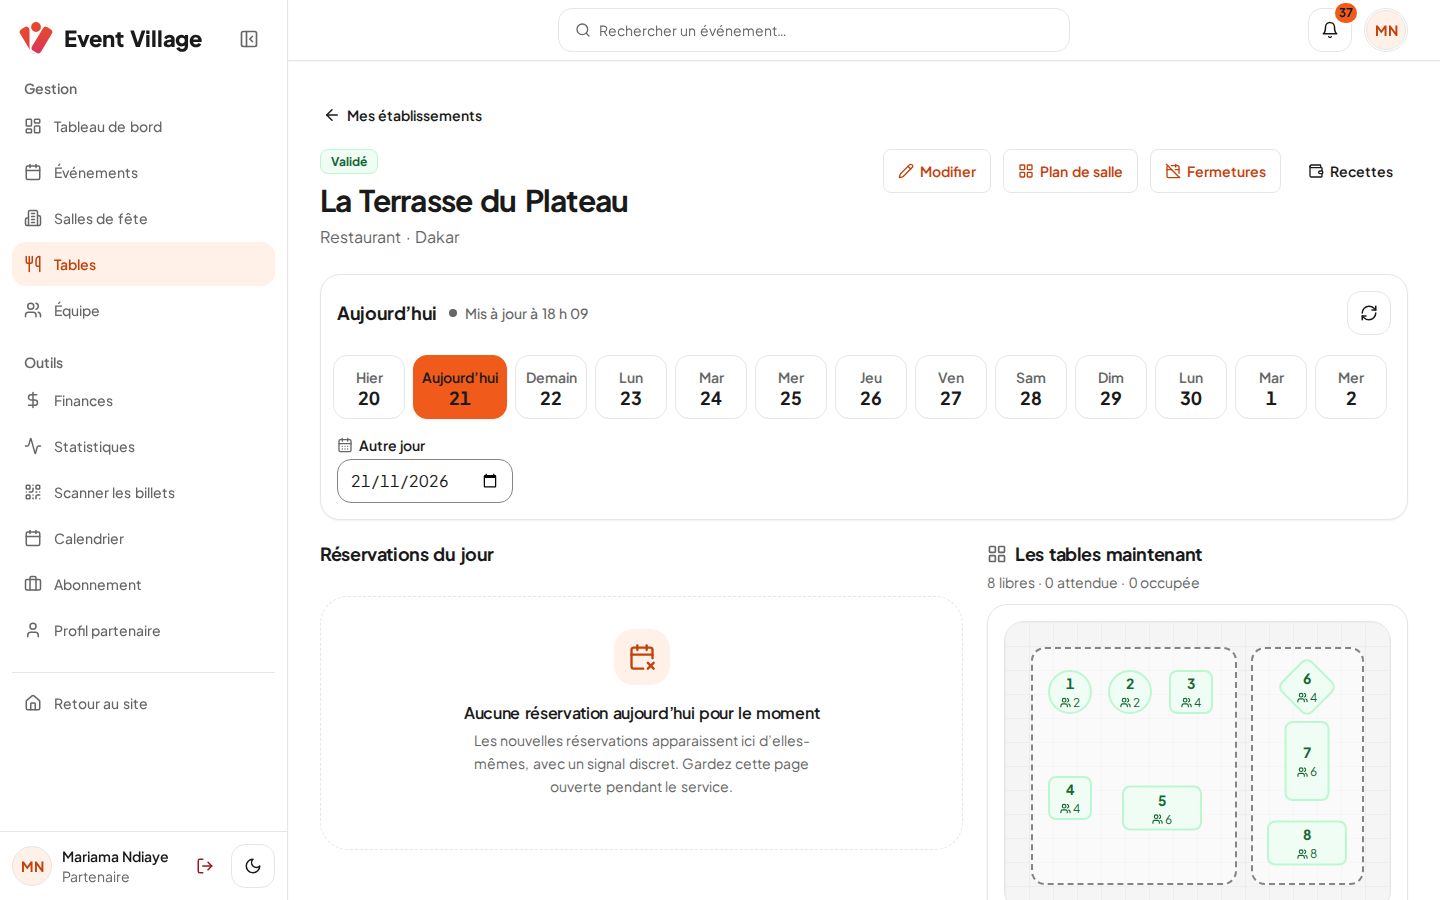 Event Village
Rechercher un événement…
37
MN
Gestion
Tableau de bord
Événements
Salles de fête
Tables
Équipe
Outils
Finances
Statistiques
Scanner les billets
Calendrier
Abonnement
Profil partenaire
Retour au site
MN
Mariama Ndiaye
Partenaire
Mes établissements
Validé
La Terrasse du Plateau
Restaurant · Dakar
Modifier
Plan de salle
Fermetures
Recettes
Aujourd’hui
Mis à jour à 18 h 09
Hier
20
Aujourd’hui
21
Demain
22
Lun
23
Mar
24
Mer
25
Jeu
26
Ven
27
Sam
28
Dim
29
Lun
30
Mar
1
Mer
2
Autre jour
21/11/2026
Réservations du jour
Aucune réservation aujourd’hui pour le moment
Les nouvelles réservations apparaissent ici d’elles-
mêmes, avec un signal discret. Gardez cette page
ouverte pendant le service.
Les tables maintenant
8 libres · 0 attendue · 0 occupée
1
2
2
2
3
4
4
4
5
6
6
4
7
6
8
8